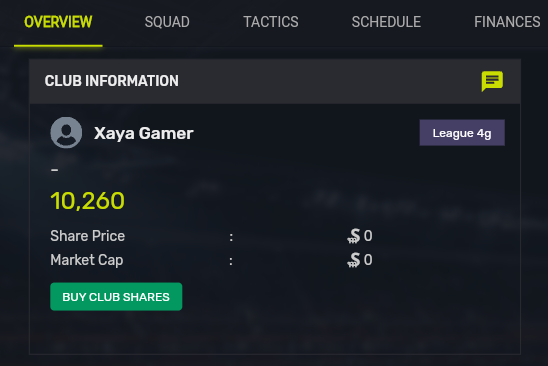 OVERVIEW SQUAD TACTICS SCHEDULE FINANCES
CLUB INFORMATION
Xaya Gamer League 4g
-
10,260
Share Price : 0
Market Cap : 0
BUY CLUB SHARES